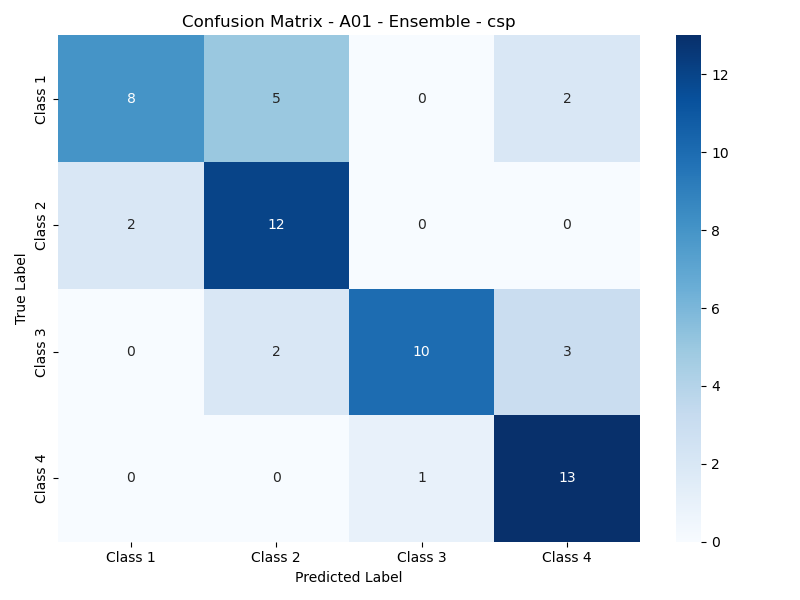 Confusion Matrix - A01 - Ensemble - csp
True Label
Class 1
8 5 0 2
Class 2
2 12 0 0
Class 3
0 2 10 3
Class 4
0 0 1 13
Class 1 Class 2 Class 3 Class 4
Predicted Label
12
10
8
6
4
2
0